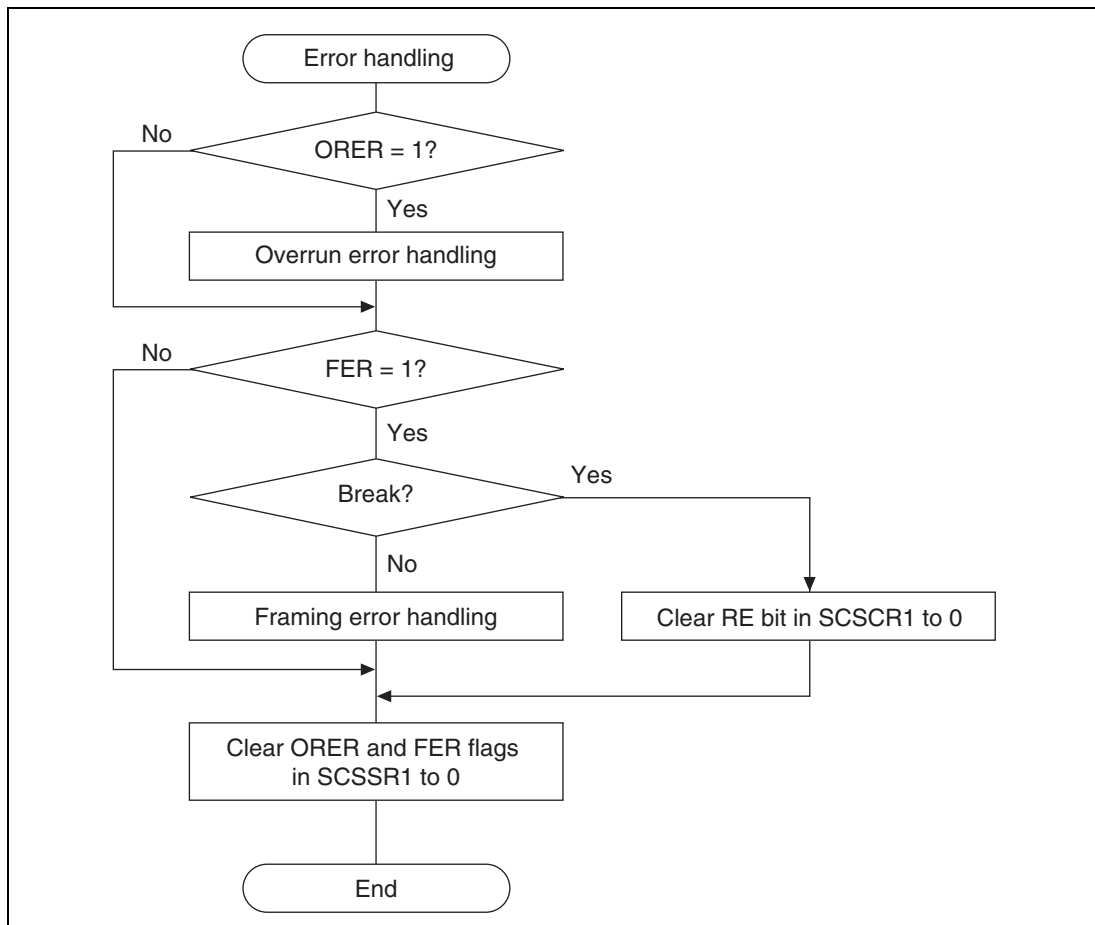 Error handling
No
ORER = 1?
Yes
Overrun error handling
No
FER = 1?
Yes
Break?
Yes
No
Framing error handling
Clear RE bit in SCSCR1 to 0
Clear ORER and FER flags
in SCSSR1 to 0
End